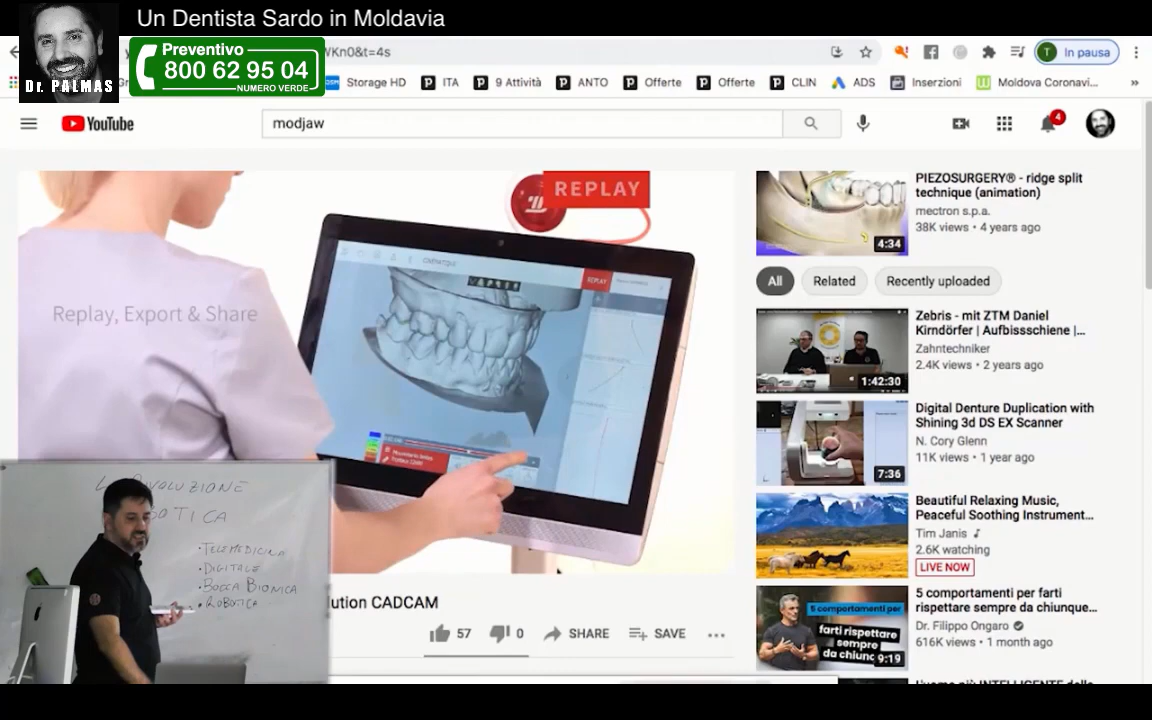 Un Dentista Sardo in Moldavia
Dr. PALMAS
Preventivo
800 62 95 04
NUMERO VERDE
Kn0&t=4s
In pausa
Storage HD
ITA
9 Attività
ANTO
Offerte
Offerte
CLIN
ADS
Inserzioni
Moldova Coronavi...
YouTube
modjaw
4
REPLAY
REPLAY
Replay, Export & Share
PIEZOSURGERY® - ridge split
technique (animation)
mectron s.p.a.
38K views • 4 years ago
4:34
All
Related
Recently uploaded
Zebris - mit ZTM Daniel
Kirndörfer | Aufbissschiene |...
Zahntechniker
2.4K views • 2 years ago
1:42:30
Digital Denture Duplication with
Shining 3d DS EX Scanner
N. Cory Glenn
11K views • 1 year ago
7:36
Beautiful Relaxing Music,
Peaceful Soothing Instrument...
Tim Janis
2.6K watching
LIVE NOW
5 comportamenti per farti
rispettare sempre da chiunque...
Dr. Filippo Ongaro
616K views • 1 month ago
5 comportamenti per
farti rispettare
sempre
da chiunq
9:19
ution CADCAM
57
0
SHARE
SAVE
TELEMEDICINA
DIGITALE
BOCCA BIONICA
ROBOTICA